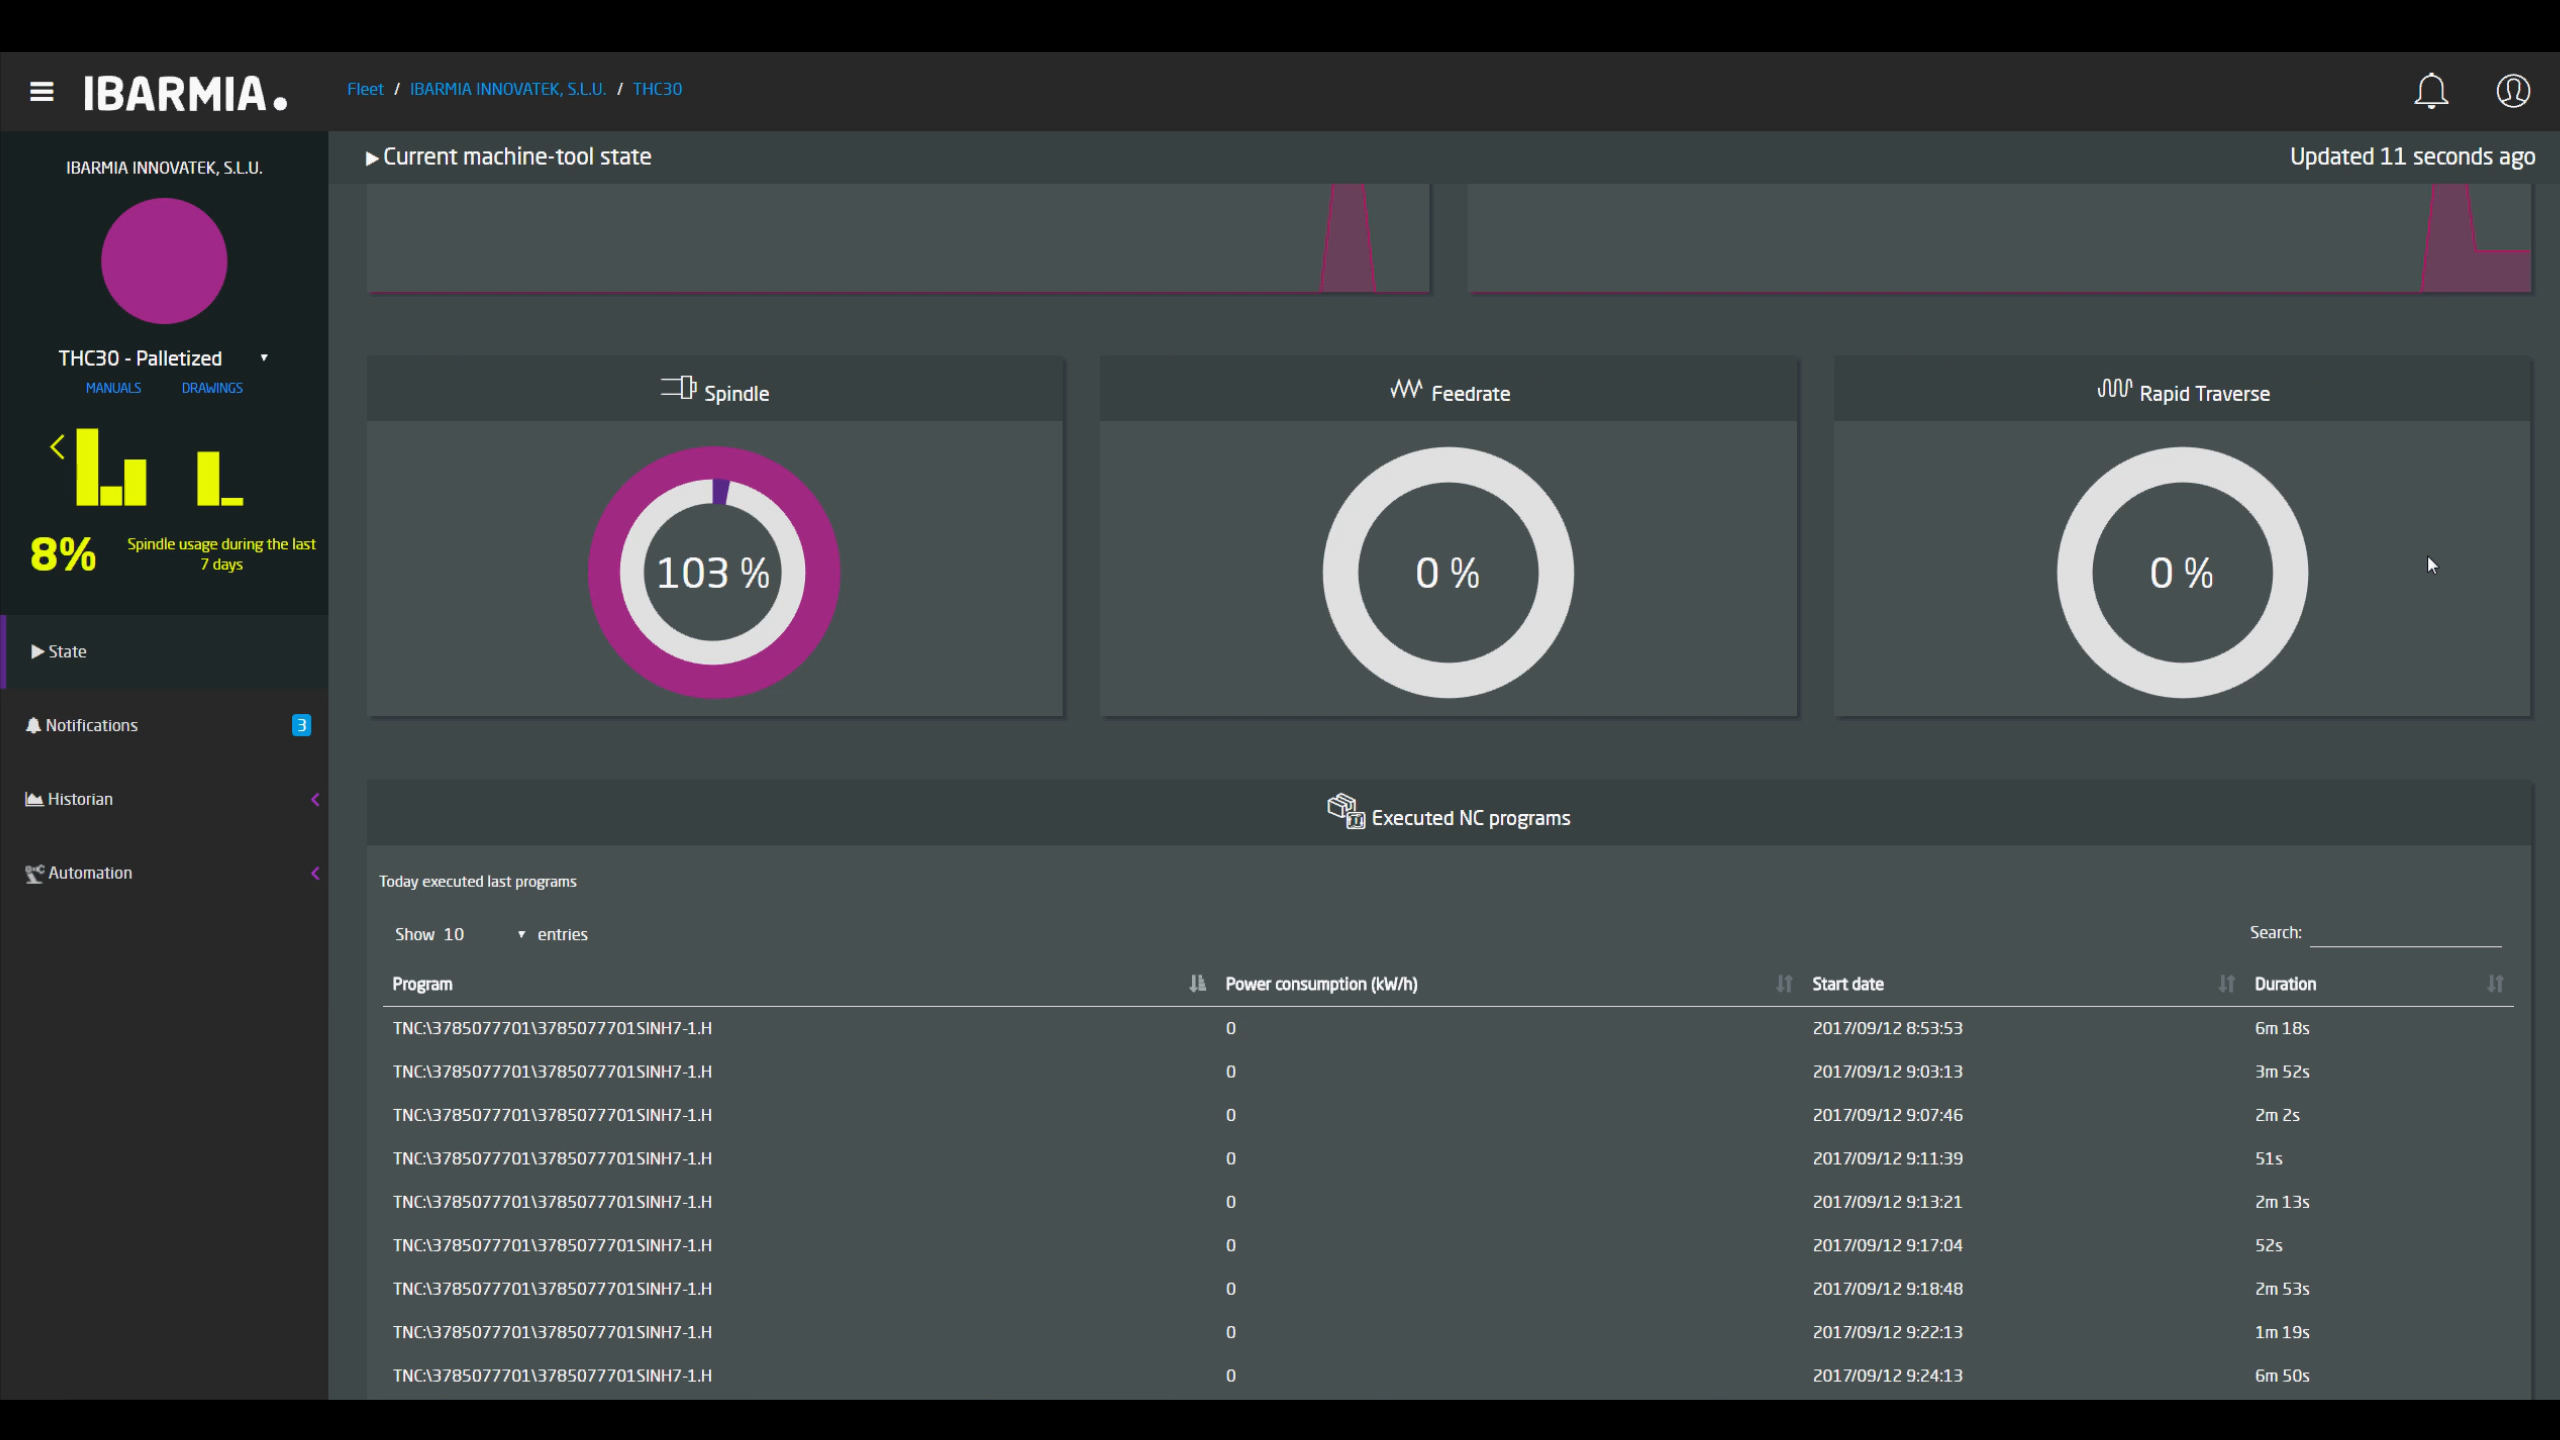 IBARMIA.
Fleet / IBARMIA INNOVATEK, S.L.U. / THC30
IBARMIA INNOVATEK, S.L.U.
THC30 - Palletized
MANUALS DRAWINGS
8% Spindle usage during the last
7 days
State
Notifications 3
Historian
Automation
Current machine-tool state Updated 11 seconds ago
Spindle Feedrate Rapid Traverse
103 % 0 % 0 %
Executed NC programs
Today executed last programs
Show 10 entries Search:
Program Power consumption (kW/h) Start date Duration
TNC:\3785077701\3785077701SINH7-1.H 0 2017/09/12 8:53:53 6m 18s
TNC:\3785077701\3785077701SINH7-1.H 0 2017/09/12 9:03:13 3m 52s
TNC:\3785077701\3785077701SINH7-1.H 0 2017/09/12 9:07:46 2m 2s
TNC:\3785077701\3785077701SINH7-1.H 0 2017/09/12 9:11:39 51s
TNC:\3785077701\3785077701SINH7-1.H 0 2017/09/12 9:13:21 2m 13s
TNC:\3785077701\3785077701SINH7-1.H 0 2017/09/12 9:17:04 52s
TNC:\3785077701\3785077701SINH7-1.H 0 2017/09/12 9:18:48 2m 53s
TNC:\3785077701\3785077701SINH7-1.H 0 2017/09/12 9:22:13 1m 19s
TNC:\3785077701\3785077701SINH7-1.H 0 2017/09/12 9:24:13 6m 50s